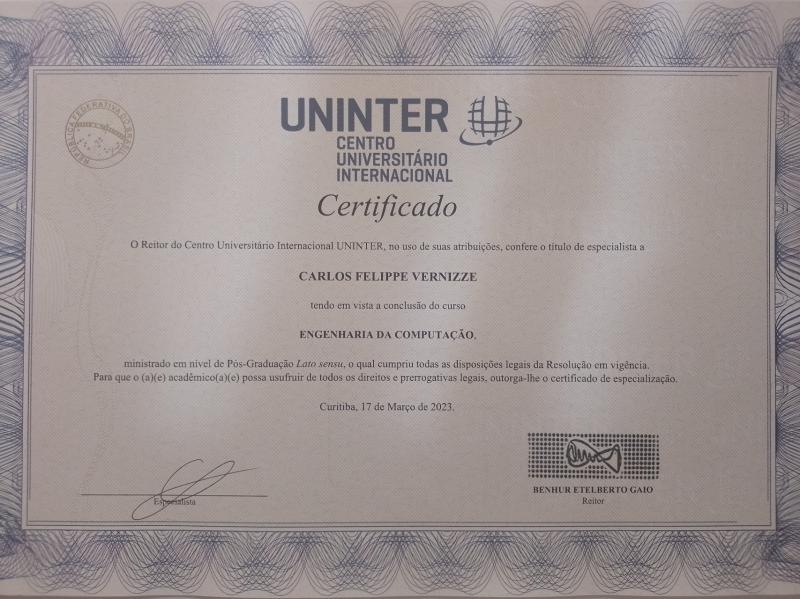 REPÚBLICA FEDERATIVA DO BRASIL
UNINTER
CENTRO
UNIVERSITÁRIO
INTERNACIONAL
Certificado
O Reitor do Centro Universitário Internacional UNINTER, no uso de suas atribuições, confere o título de especialista a
CARLOS FELIPPE VERNIZZE
tendo em vista a conclusão do curso
ENGENHARIA DA COMPUTAÇÃO.
ministrado em nível de Pós-Graduação Lato sensu, o qual cumpriu todas as disposições legais da Resolução em vigência.
Para que o (a)(e) acadêmico(a)(e) possa usufruir de todos os direitos e prerrogativas legais, outorga-lhe o certificado de especialização.
Curitiba, 17 de Março de 2023.
Especialista
BENHUR ETELBERTO GAIO
Reitor